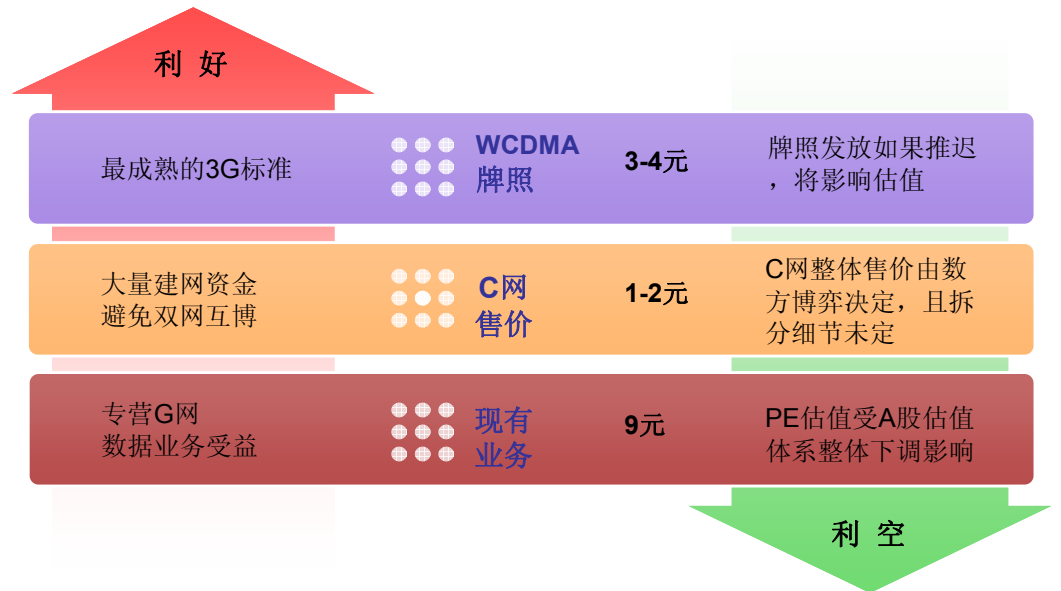 利 好
最成熟的3G标准
WCDMA
牌照
3-4元
牌照发放如果推迟
，将影响估值
大量建网资金
避免双网互博
C网
售价
1-2元
C网整体售价由数
方博弈决定，且拆
分细节未定
专营G网
数据业务受益
现有
业务
9元
PE估值受A股估值
体系整体下调影响
利 空